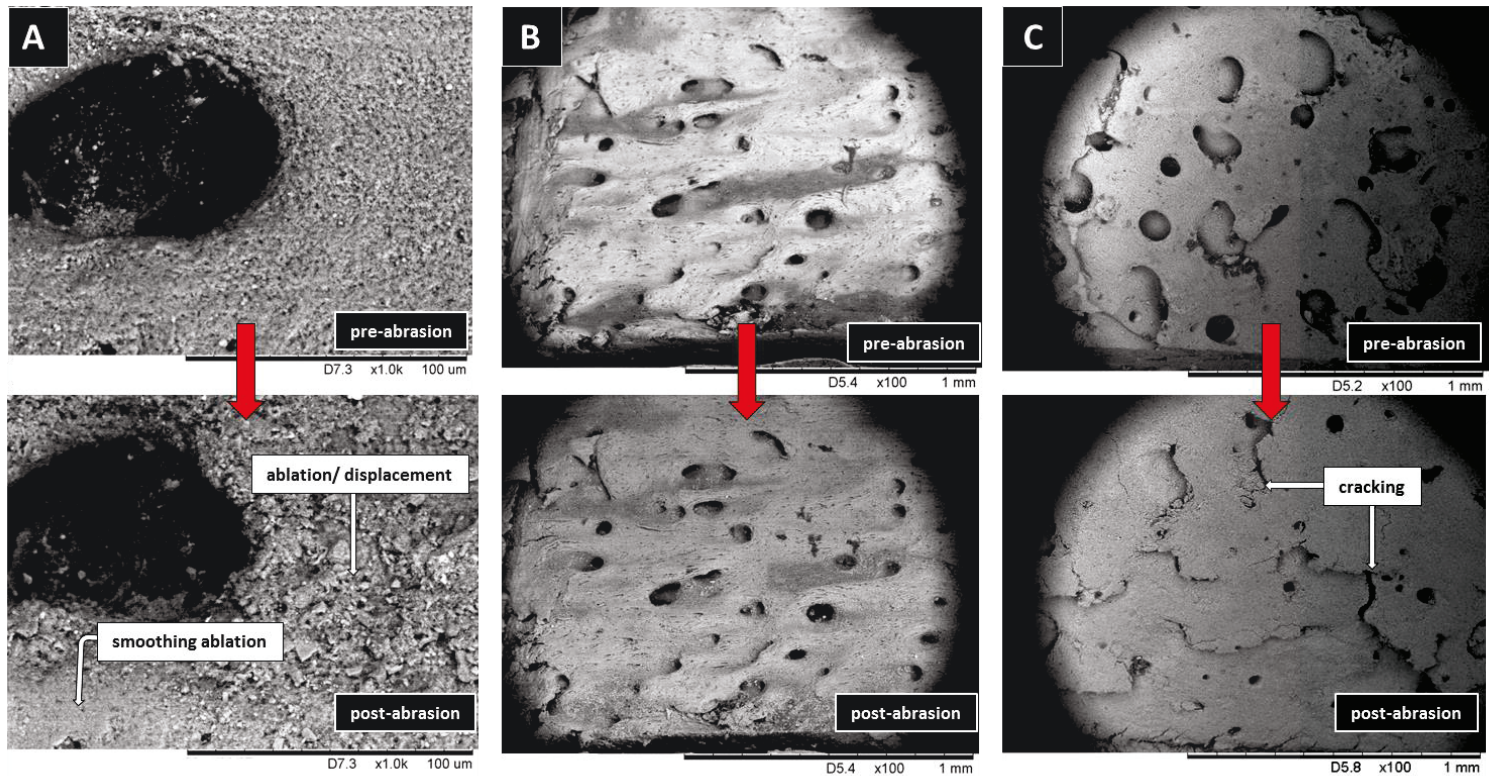 A
pre-abrasion
D7.3 x1.0k 100 um
B
pre-abrasion
D5.4 x100 1 mm
C
pre-abrasion
D5.2 x100 1 mm
ablation/ displacement
smoothing ablation
post-abrasion
D7.3 x1.0k 100 um
post-abrasion
D5.4 x100 1 mm
cracking
post-abrasion
D5.8 x100 1 mm